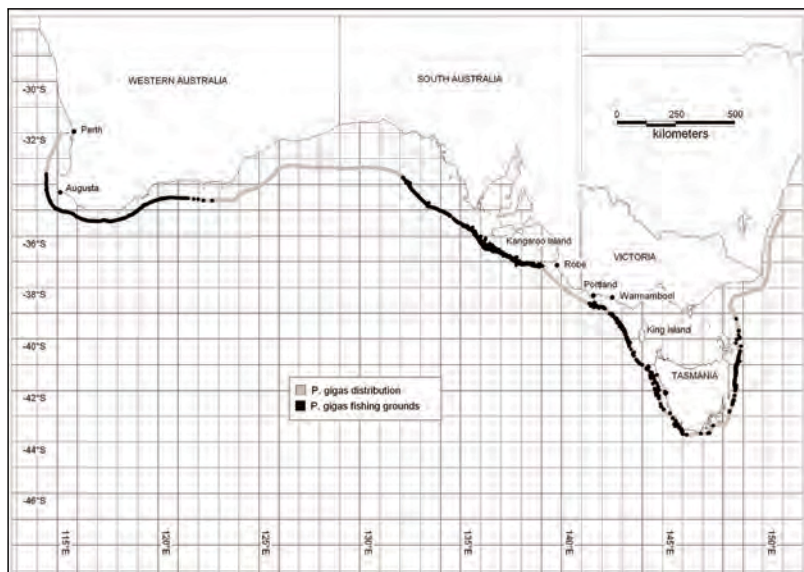 WESTERN AUSTRALIA
SOUTH AUSTRALIA
-30°S
0 250 500
kilometers
Perth
-32°S
Augusta
-34°S
-36°S
Kangaroo Island
Robe
VICTORIA
Portland
Warrnambool
-38°S
King Island
-40°S
TASMANIA
P. gigas distribution
P. gigas fishing grounds
-42°S
-44°S
-46°S
115°E
120°E
125°E
130°E
135°E
140°E
145°E
150°E